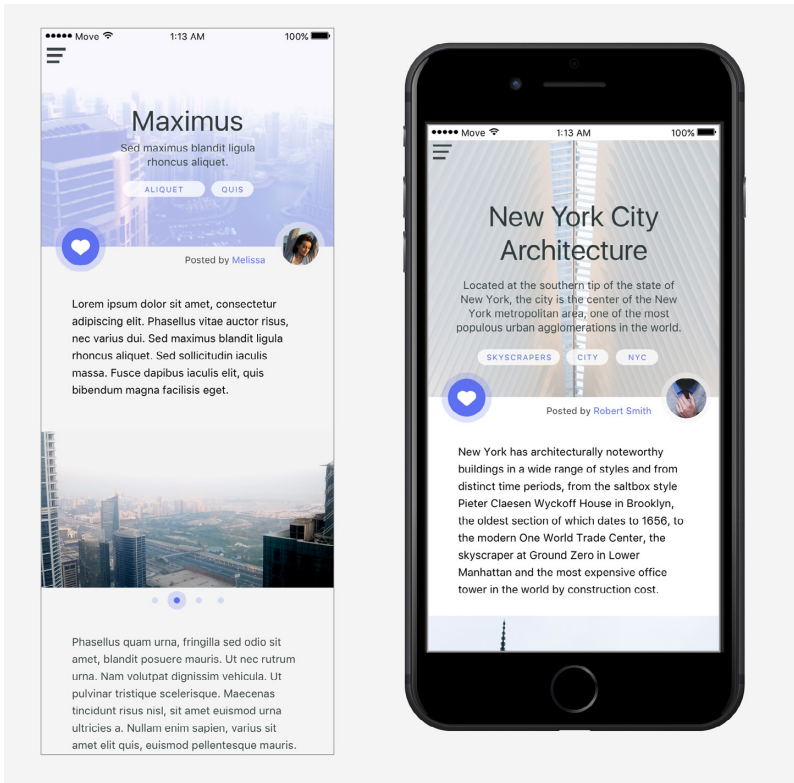 Move
1:13 AM
100%
Maximus
Sed maximus blandit ligula
rhoncus aliquet.
ALIQUET
QUIS
Posted by Melissa
Lorem ipsum dolor sit amet, consectetur
adipiscing elit. Phasellus vitae auctor risus,
nec varius dui. Sed maximus blandit ligula
rhoncus aliquet. Sed sollicitudin iaculis
massa. Fusce dapibus iaculis elit, quis
bibendum magna facilisis eget.
Phasellus quam urna, fringilla sed odio sit
amet, blandit posuere mauris. Ut nec rutrum
urna. Nam volutpat dignissim vehicula. Ut
pulvinar tristique scelerisque. Maecenas
tincidunt risus nisl, sit amet euismod urna
ultricies a. Nullam enim sapien, varius sit
amet elit quis, euismod pellentesque mauris.
Move
1:13 AM
100%
New York City
Architecture
Located at the southern tip of the state of
New York, the city is the center of the New
York metropolitan area, one of the most
populous urban agglomerations in the world.
SKYSCRAPERS
CITY
NYC
Posted by Robert Smith
New York has architecturally noteworthy
buildings in a wide range of styles and from
distinct time periods, from the saltbox style
Pieter Claesen Wyckoff House in Brooklyn,
the oldest section of which dates to 1656, to
the modern One World Trade Center, the
skyscraper at Ground Zero in Lower
Manhattan and the most expensive office
tower in the world by construction cost.